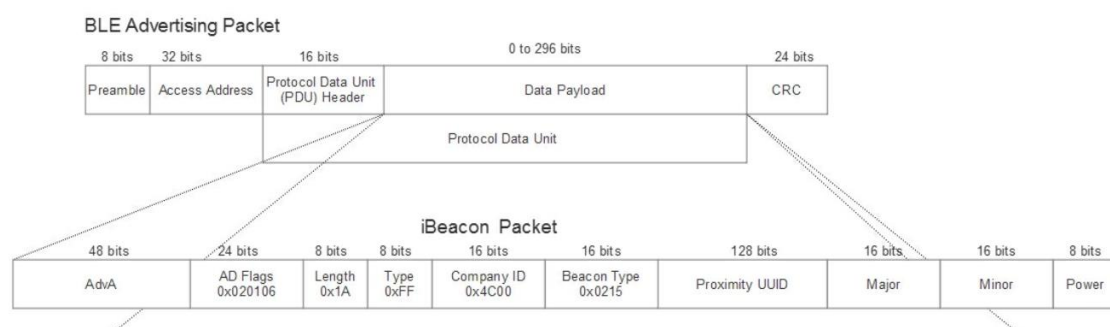 BLE Advertising Packet
8 bits 32 bits 16 bits 0 to 296 bits 24 bits
Preamble Access Address Protocol Data Unit (PDU) Header Data Payload CRC
Protocol Data Unit
iBeacon Packet
48 bits 24 bits 8 bits 8 bits 16 bits 16 bits 128 bits 16 bits 16 bits 8 bits
AdvA AD Flags 0x020106 Length 0x1A Type 0xFF Company ID 0x4C00 Beacon Type 0x0215 Proximity UUID Major Minor Power